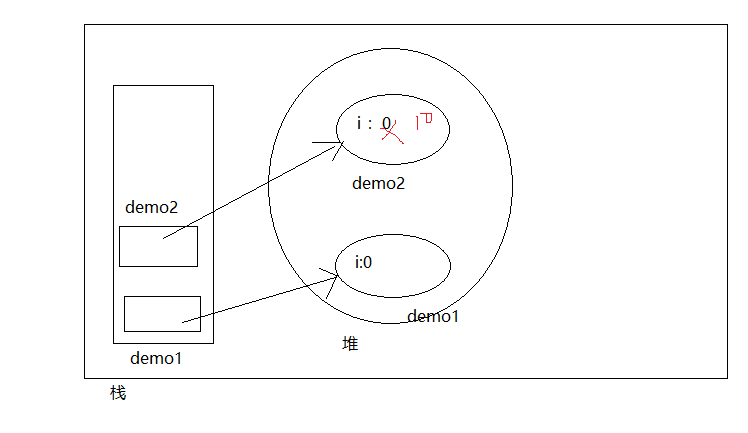 i： 0
demo2
demo2
i:0
demo1
堆
demo1
栈